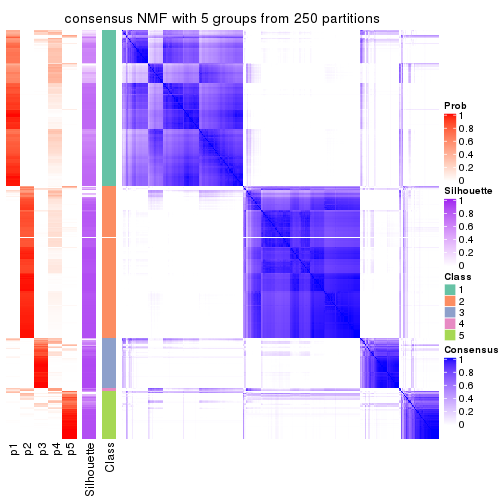 consensus NMF with 5 groups from 250 partitions
Prob
1
0.8
0.6
0.4
0.2
0
Silhouette
1
0.8
0.6
0.4
0.2
0
Class
1
2
3
4
5
Consensus
1
0.8
0.6
0.4
0.2
0
p1
p2
p3
p4
p5
Silhouette
Class